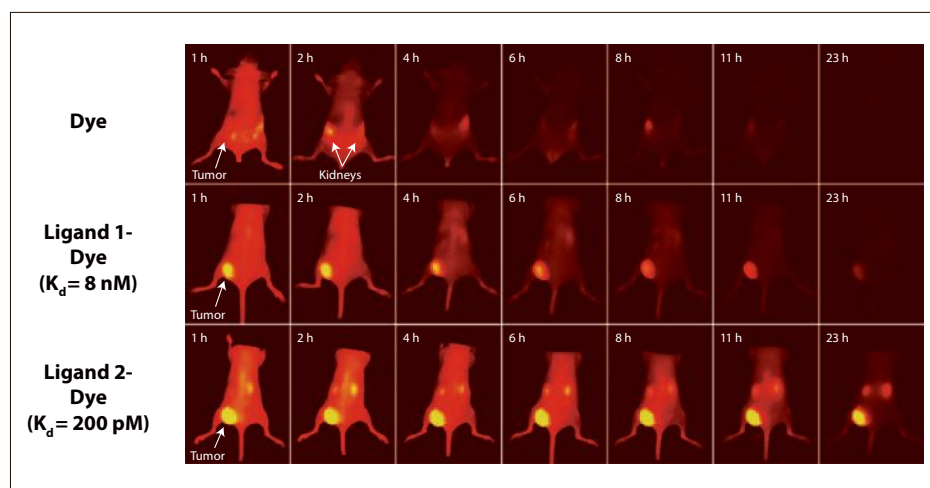 1 h 2 h 4 h 6 h 8 h 11 h 23 h
Dye
Tumor
Kidneys
1 h 2 h 4 h 6 h 8 h 11 h 23 h
Ligand 1-
Dye
(Kd= 8 nM)
Tumor
1 h 2 h 4 h 6 h 8 h 11 h 23 h
Ligand 2-
Dye
(Kd= 200 pM)
Tumor